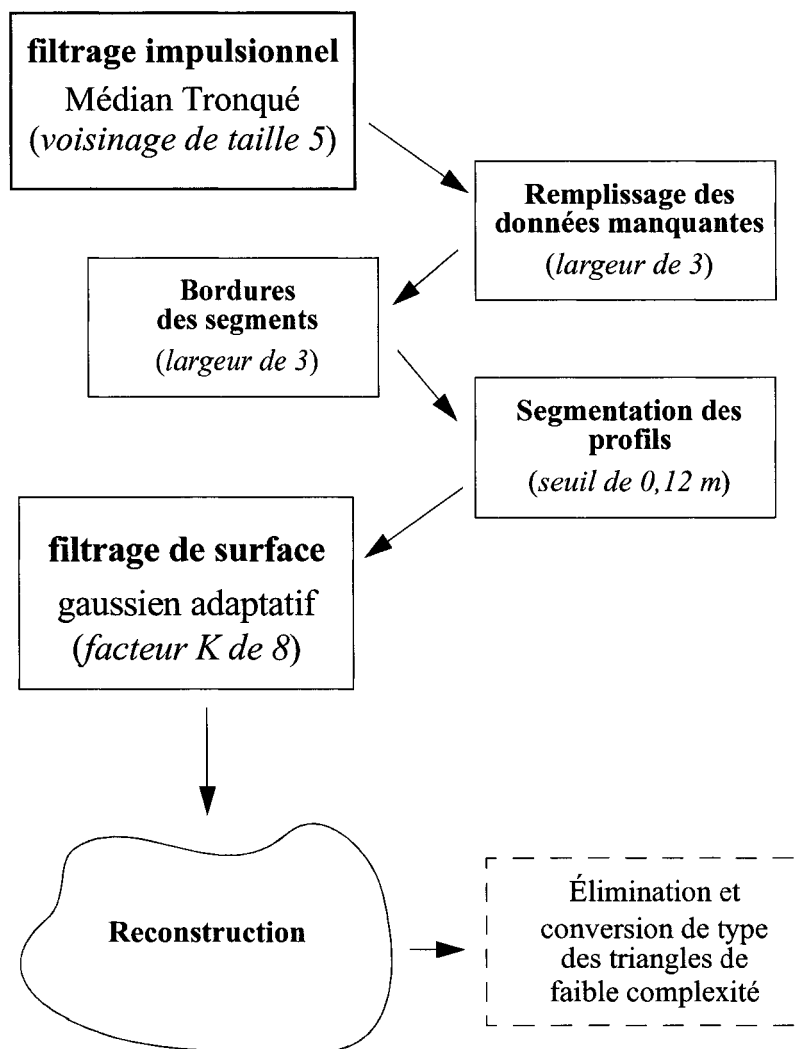 filtrage impulsionnel
Médian Tronqué
(voisinage de taille 5)
Remplissage des
données manquantes
(largeur de 3)
Bordures
des segments
(largeur de 3)
Segmentation des
profils
(seuil de 0,12 m)
filtrage de surface
gaussien adaptatif
(facteur K de 8)
Reconstruction
Élimination et
conversion de type
des triangles de
faible complexité